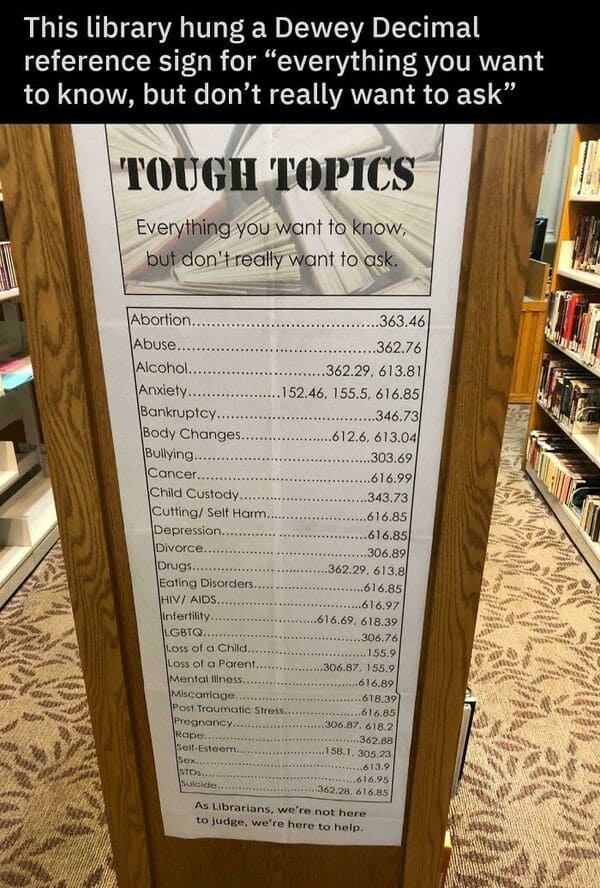 This library hung a Dewey Decimal
reference sign for “everything you want
to know, but don’t really want to ask”
TOUGH TOPICS
Everything you want to know,
but don't really want to ask.
Abortion..............................363.46
Abuse..............................362.76
Alcohol......................362.29, 613.81
Anxiety................152.46, 155.5, 616.85
Bankruptcy..........................346.73
Body Changes...............612.6, 613.04
Bullying..............................303.69
Cancer..............................616.99
Child Custody......................343.73
Cutting/ Self Harm..................616.85
Depression..........................616.85
Divorce..............................306.89
Drugs........................362.29, 613.8
Eating Disorders....................616.85
HIV/ AIDS..........................616.97
Infertility....................616.69, 618.39
LGBTQ..............................306.76
Loss of a Child......................155.9
Loss of a Parent............306.87, 155.9
Mental Illness......................616.89
Miscarriage..........................618.39
Post Traumatic Stress...............616.85
Pregnancy..................306.87, 618.2
Rape................................362.88
Self-Esteem..................158.1, 305.23
Sex..................................613.9
STDs................................616.95
Suicide......................362.28, 616.85
As Librarians, we're not here
to judge, we're here to help.